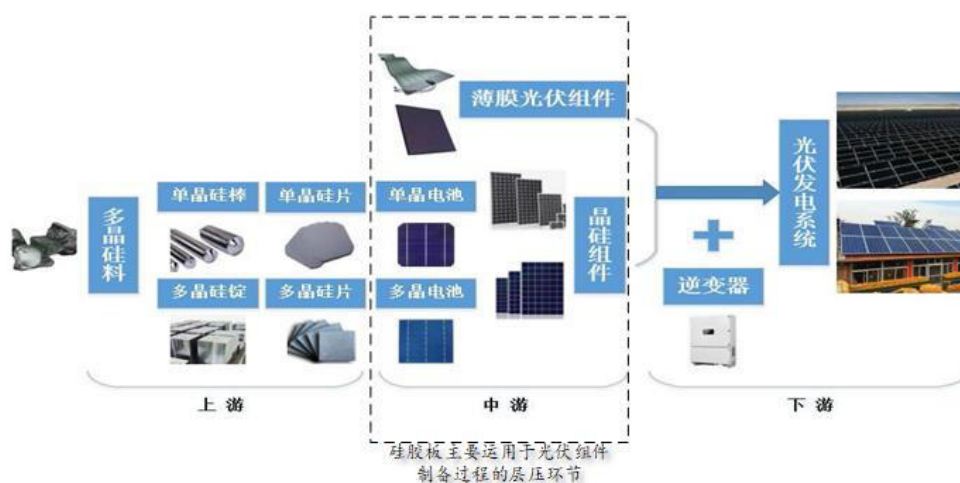 薄膜光伏组件
多晶硅料
单晶硅棒
单晶硅片
单晶电池
多晶硅锭
多晶硅片
多晶电池
晶硅组件
光伏发电系统
逆变器
上 游
中 游
下 游
硅胶板主要运用于光伏组件
制备过程的层压环节